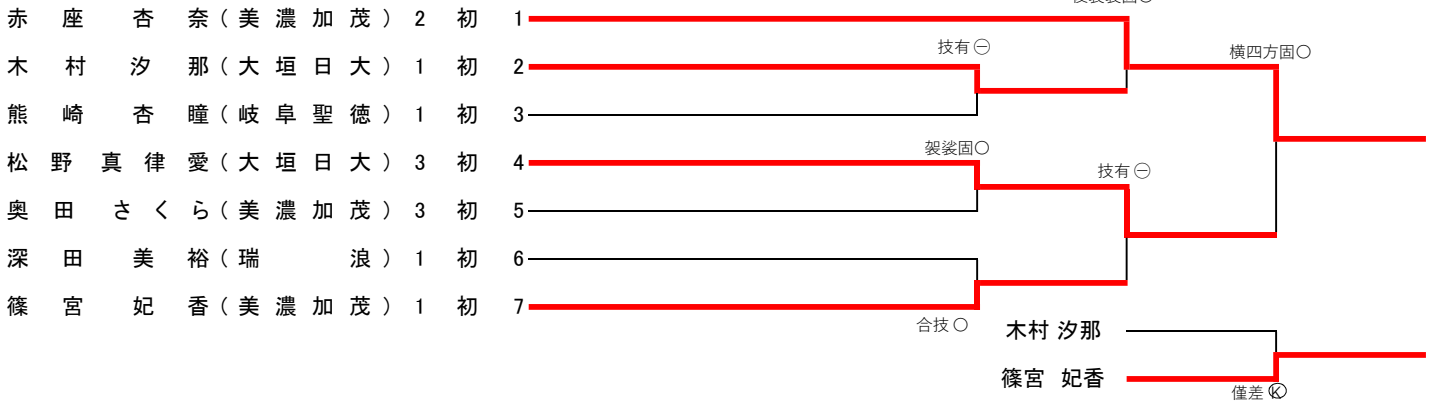 赤座杏奈(美濃加茂) 2 初 1
技有㊀
横四方固○
木村汐那(大垣日大) 1 初 2
熊崎杏瞳(岐阜聖徳) 1 初 3
袈裟固○
松野真律愛(大垣日大) 3 初 4
技有㊀
奥田さくら(美濃加茂) 3 初 5
深田美裕(瑞浪) 1 初 6
篠宮妃香(美濃加茂) 1 初 7
合技○
木村 汐那
篠宮 妃香
僅差Ⓚ